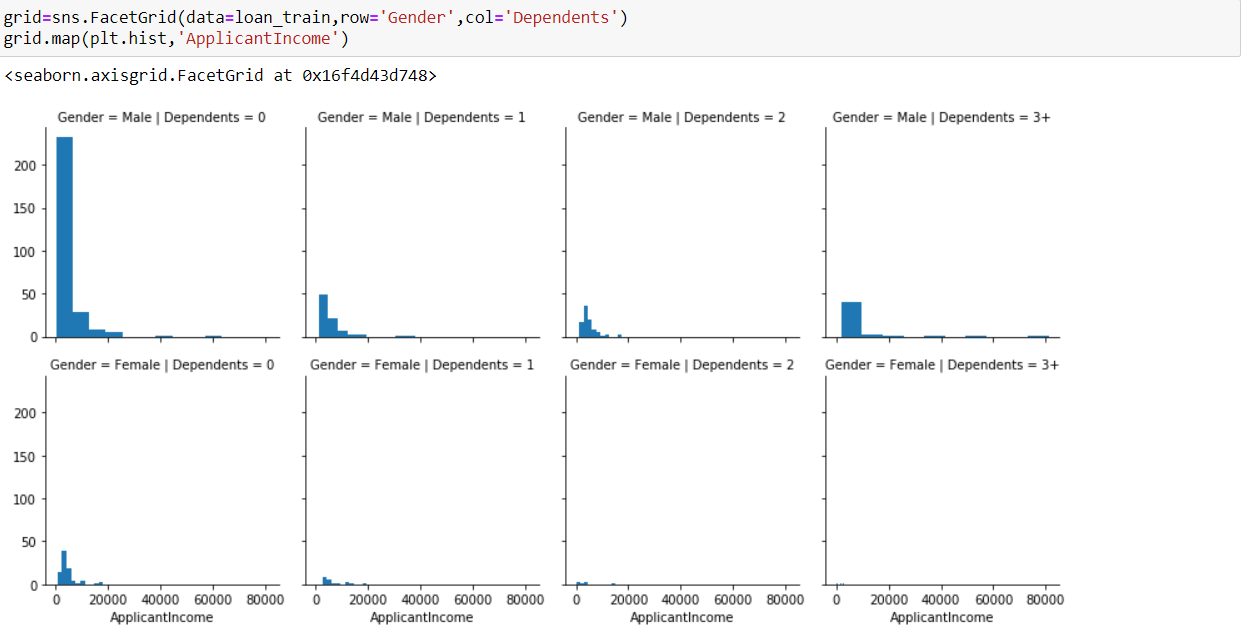 grid=sns.FacetGrid(data=loan_train,row='Gender',col='Dependents')
grid.map(plt.hist,'ApplicantIncome')
<seaborn.axisgrid.FacetGrid at 0x16f4d43d748>
Gender = Male | Dependents = 0
Gender = Male | Dependents = 1
Gender = Male | Dependents = 2
Gender = Male | Dependents = 3+
200
150
100
50
0
Gender = Female | Dependents = 0
Gender = Female | Dependents = 1
Gender = Female | Dependents = 2
Gender = Female | Dependents = 3+
200
150
100
50
0
0 20000 40000 60000 80000
0 20000 40000 60000 80000
0 20000 40000 60000 80000
0 20000 40000 60000 80000
ApplicantIncome
ApplicantIncome
ApplicantIncome
ApplicantIncome